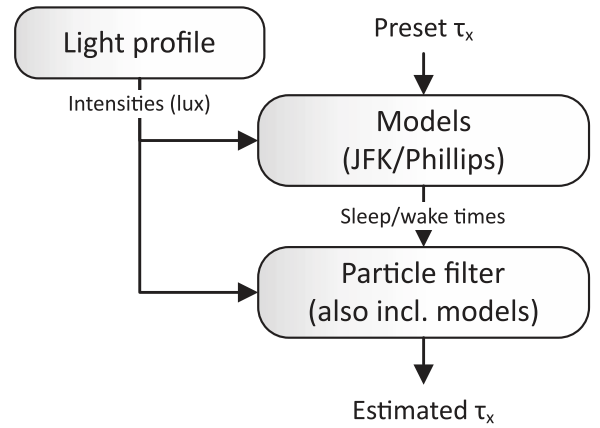 Light profile
Preset τx
Intensities (lux)
Models
(JFK/Phillips)
Sleep/wake times
Particle filter
(also incl. models)
Estimated τx